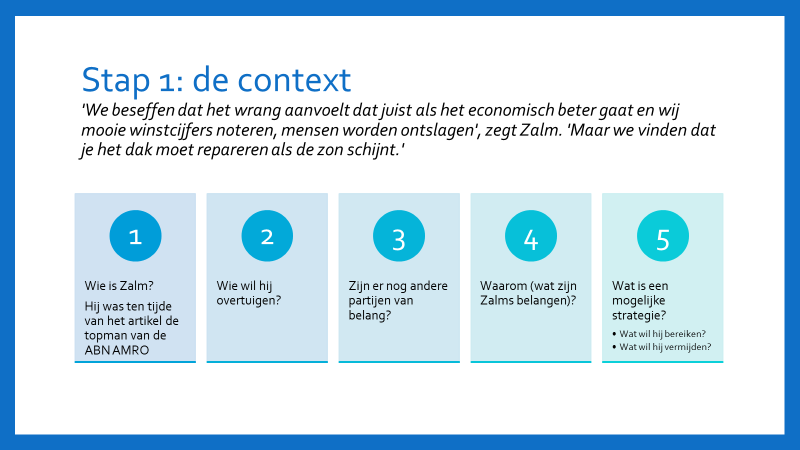 Stap 1: de context
'We beseffen dat het wrang aanvoelt dat juist als het economisch beter gaat en wij
mooie winstcijfers noteren, mensen worden ontslagen', zegt Zalm. 'Maar we vinden dat
je het dak moet repareren als de zon schijnt.'
1
Wie is Zalm?
Hij was ten tijde
van het artikel de
topman van de
ABN AMRO
2
Wie wil hij
overtuigen?
3
Zijn er nog andere
partijen van
belang?
4
Waarom (wat zijn
Zalms belangen)?
5
Wat is een
mogelijke
strategie?
• Wat wil hij bereiken?
• Wat wil hij vermijden?